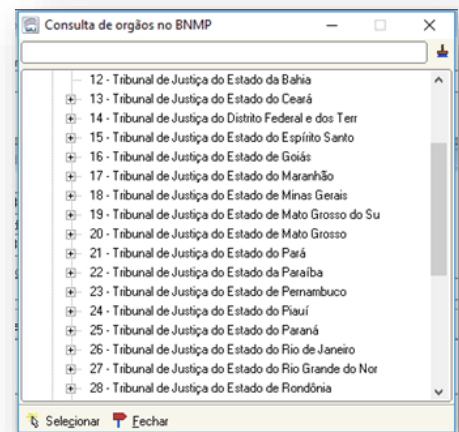 Consulta de orgãos no BNMP
12 - Tribunal de Justiça do Estado da Bahia
13 - Tribunal de Justiça do Estado do Ceará
14 - Tribunal de Justiça do Distrito Federal e dos Terr
15 - Tribunal de Justiça do Estado do Espírito Santo
16 - Tribunal de Justiça do Estado de Goiás
17 - Tribunal de Justiça do Estado do Maranhão
18 - Tribunal de Justiça do Estado de Minas Gerais
19 - Tribunal de Justiça do Estado de Mato Grosso do Su
20 - Tribunal de Justiça do Estado de Mato Grosso
21 - Tribunal de Justiça do Estado do Pará
22 - Tribunal de Justiça do Estado da Paraíba
23 - Tribunal de Justiça do Estado de Pernambuco
24 - Tribunal de Justiça do Estado do Piauí
25 - Tribunal de Justiça do Estado do Paraná
26 - Tribunal de Justiça do Estado do Rio de Janeiro
27 - Tribunal de Justiça do Estado do Rio Grande do Nor
28 - Tribunal de Justiça do Estado de Rondônia
Selecionar Fechar